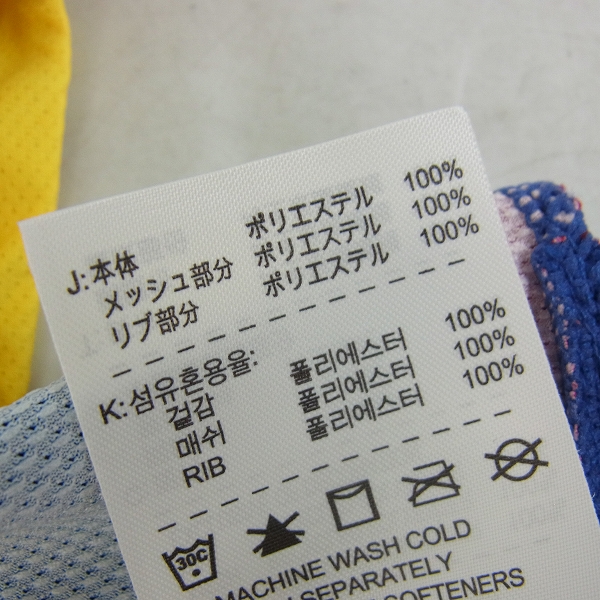 J:本体 ポリエステル 100%
メッシュ部分 ポリエステル 100%
リブ部分 ポリエステル 100%
K:섬유혼용율:
겉감 폴리에스터 100%
매쉬 폴리에스터 100%
RIB 폴리에스터 100%
30C
MACHINE WASH COLD
SEPARATELY
SOFTENERS